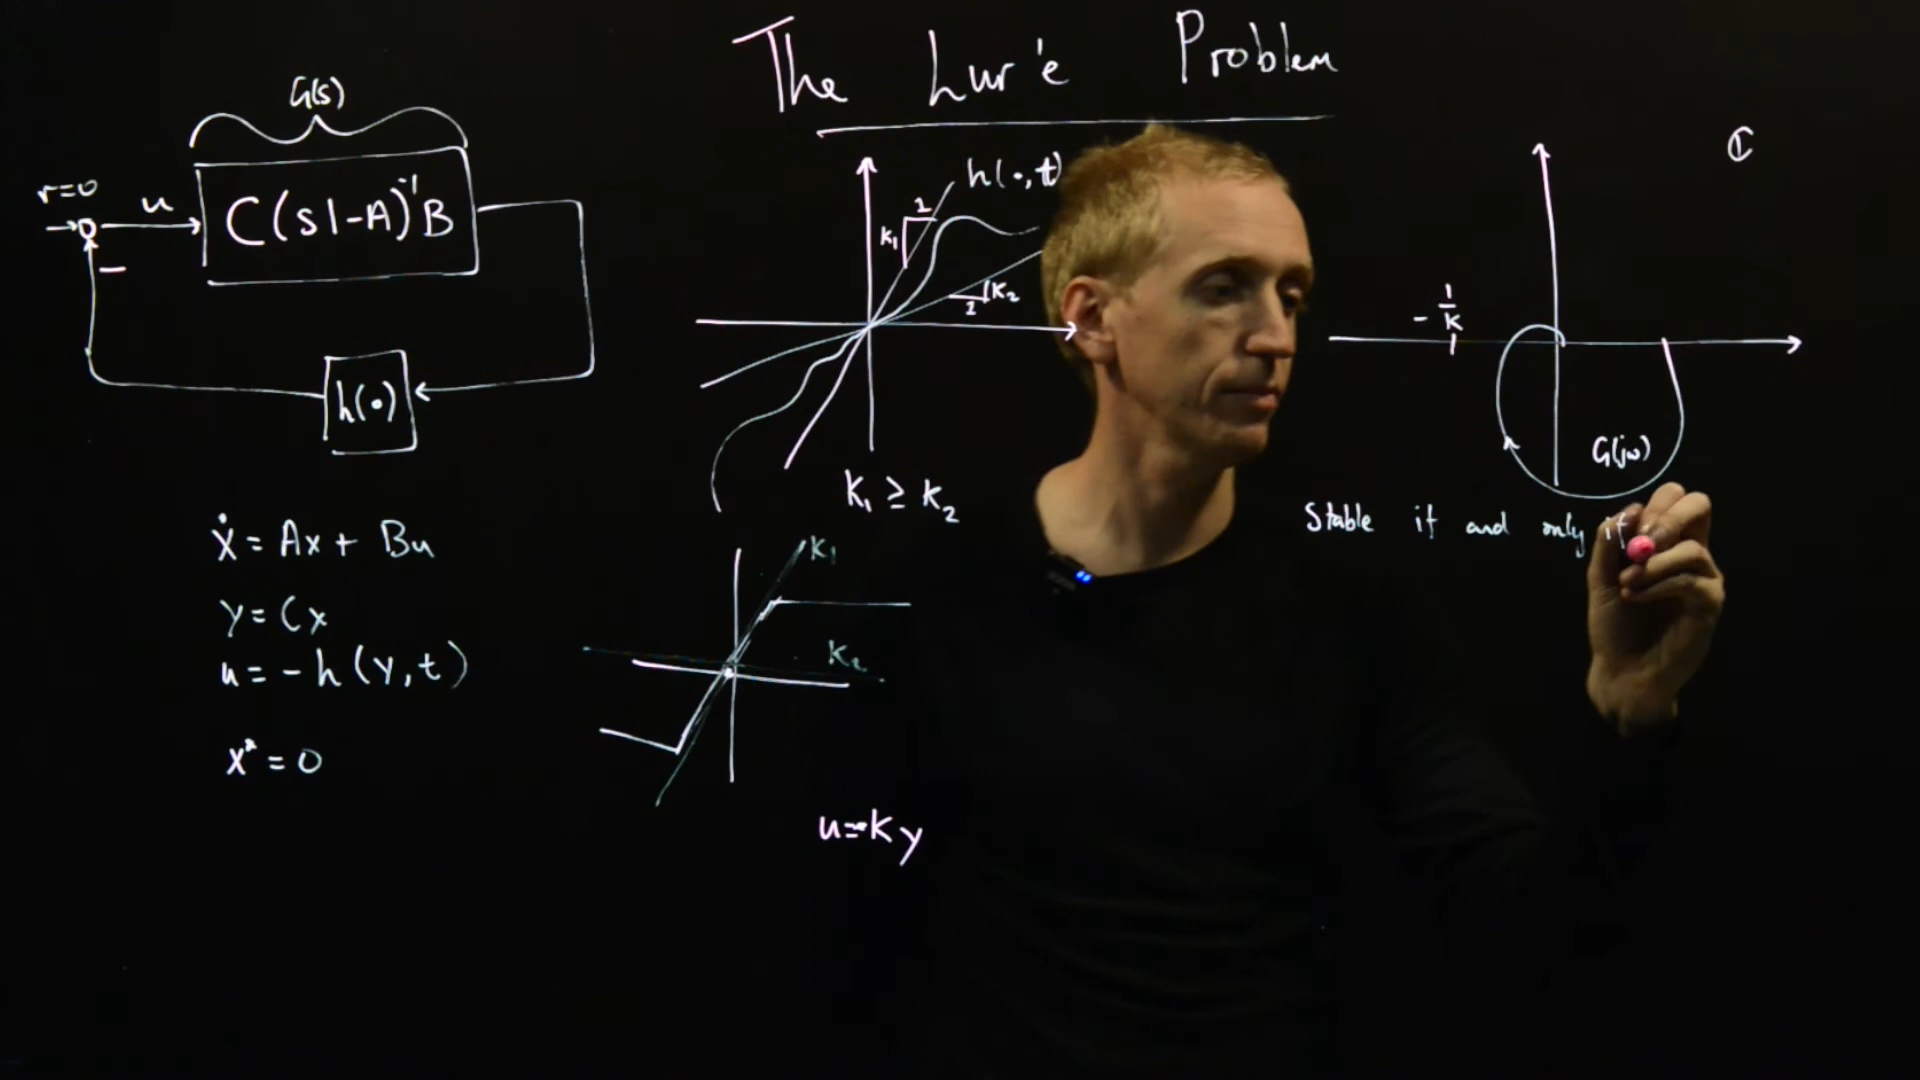 The Lur'e Problem
G(s)
r=0
u
C(sI-A)⁻¹B
−
h(·)
ẋ = Ax + Bu
y = Cx
u = -h(y,t)
x* = 0
h(·,t)
1
K₁
K₂
1
K₁ ≥ K₂
K₁
K₂
u=-Ky
ℂ
-1/K
G(jω)
Stable if and only if